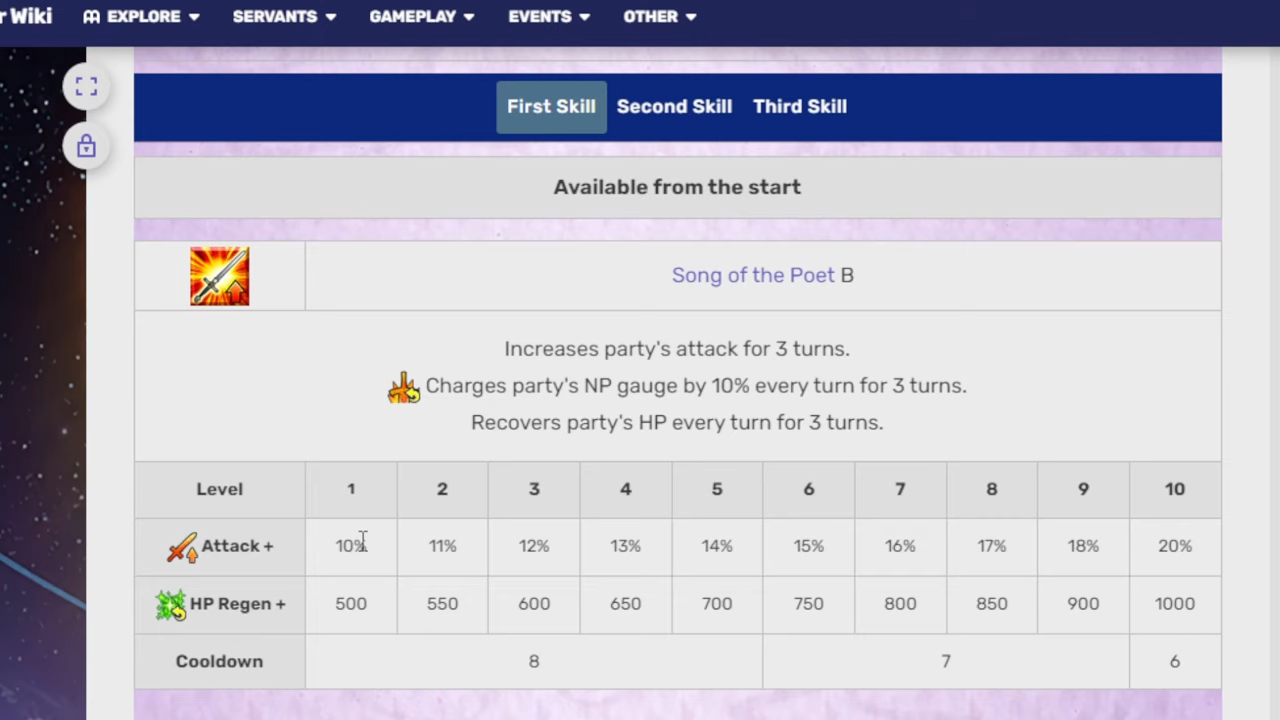 r Wiki EXPLORE SERVANTS GAMEPLAY EVENTS OTHER
First Skill Second Skill Third Skill
Available from the start
Song of the Poet B
Increases party's attack for 3 turns.
Charges party's NP gauge by 10% every turn for 3 turns.
Recovers party's HP every turn for 3 turns.
Level 1 2 3 4 5 6 7 8 9 10
Attack + 10% 11% 12% 13% 14% 15% 16% 17% 18% 20%
HP Regen + 500 550 600 650 700 750 800 850 900 1000
Cooldown 8 7 6